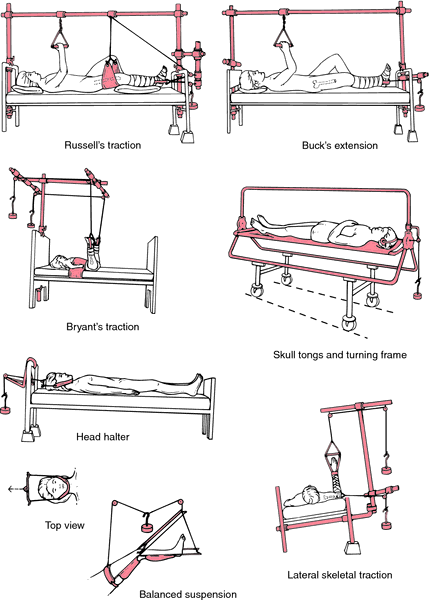 Russell's traction
Buck's extension
Bryant's traction
Skull tongs and turning frame
Head halter
Top view
Balanced suspension
Lateral skeletal traction